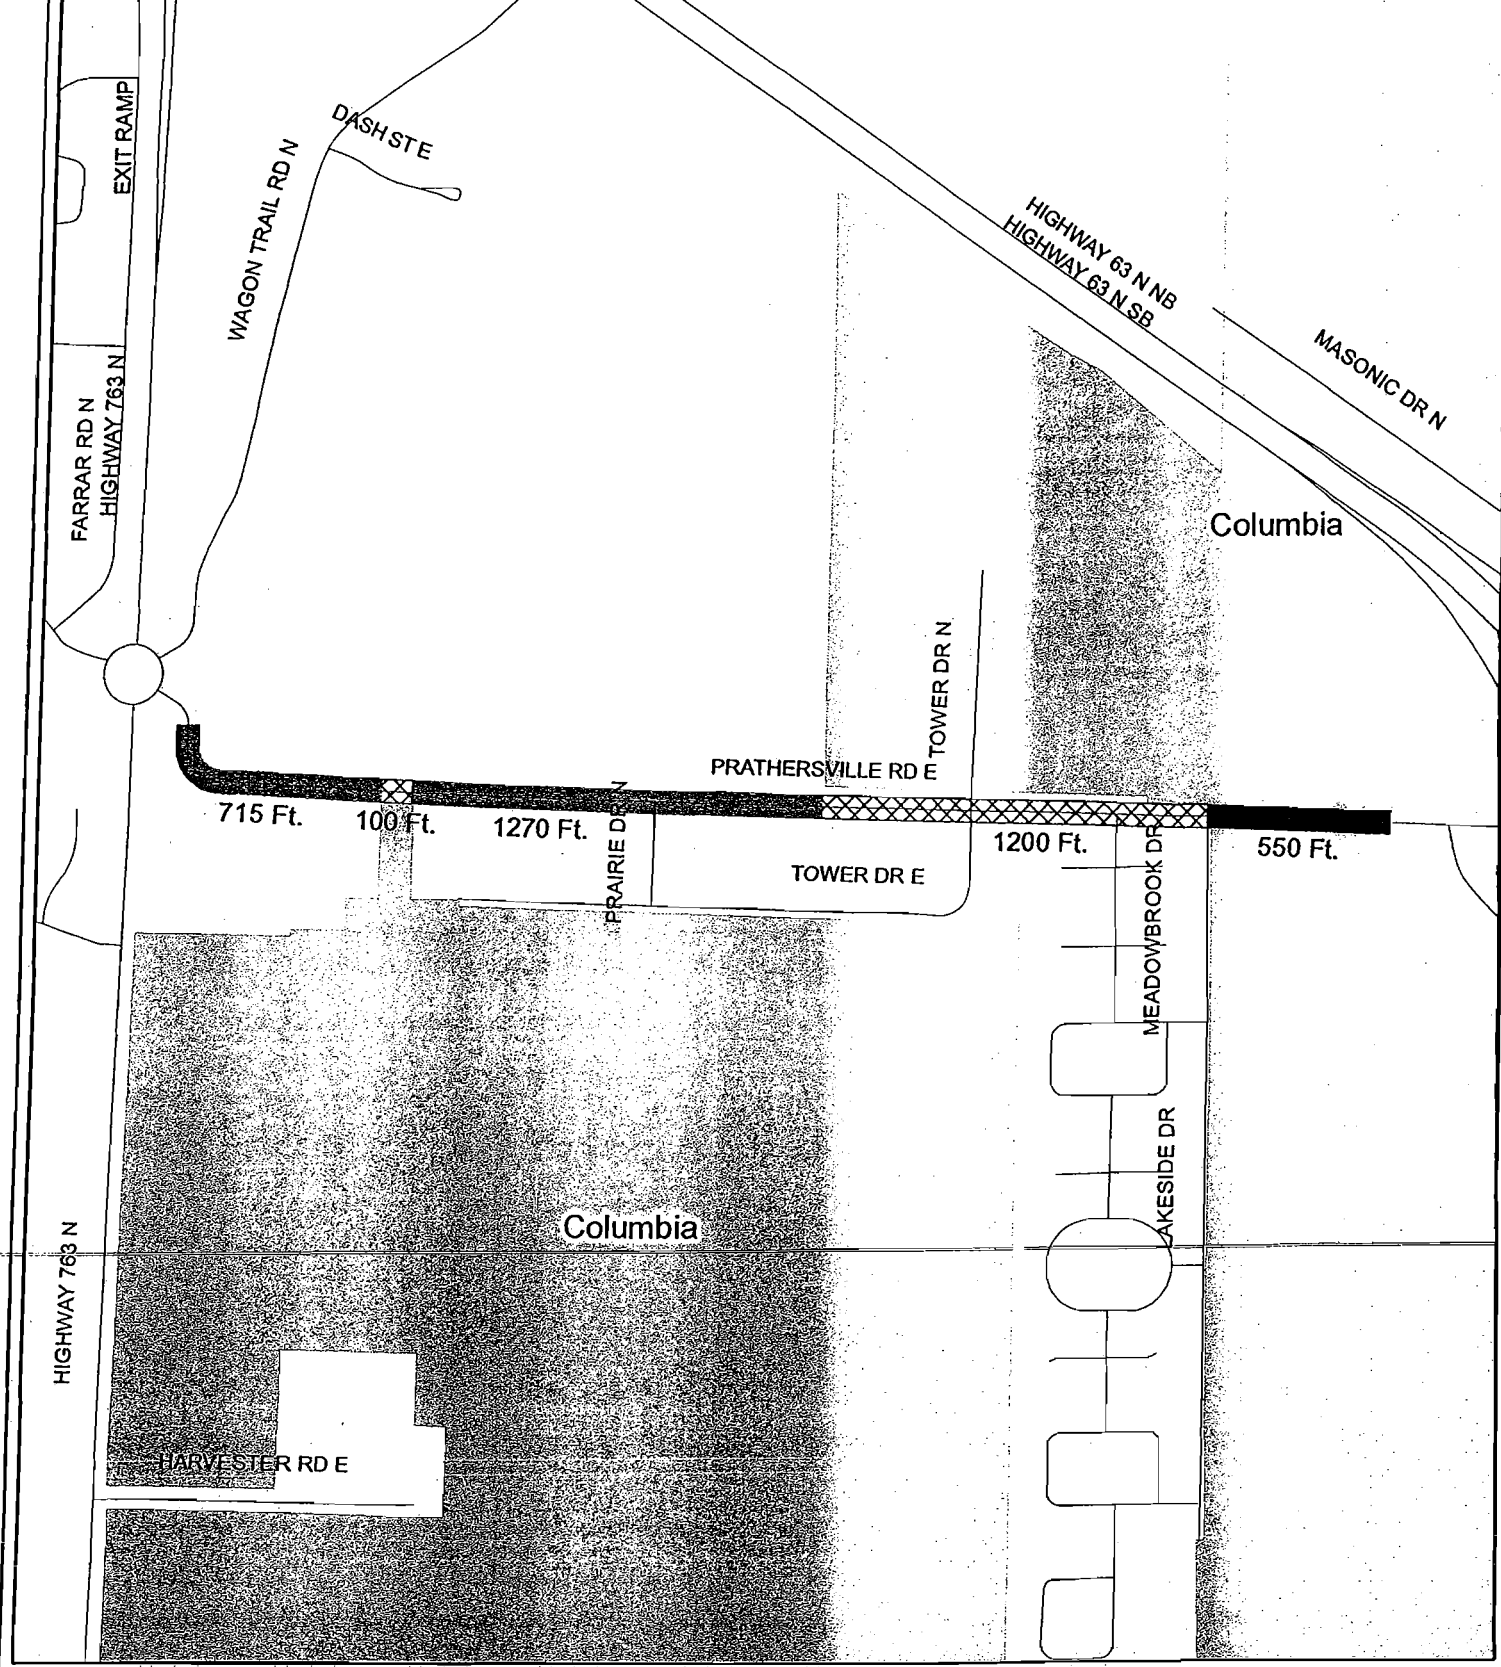 EXIT RAMP
DASH ST E
WAGON TRAIL RD N
HIGHWAY 63 N NB
HIGHWAY 63 N SB
MASONIC DR N
FARRAR RD N
HIGHWAY 763 N
Columbia
TOWER DR N
PRATHERSVILLE RD E
715 Ft.
100 Ft.
1270 Ft.
PRAIRIE DR N
1200 Ft.
550 Ft.
TOWER DR E
MEADOWBROOK DR
LAKESIDE DR
Columbia
HIGHWAY 763 N
HARVESTER RD E